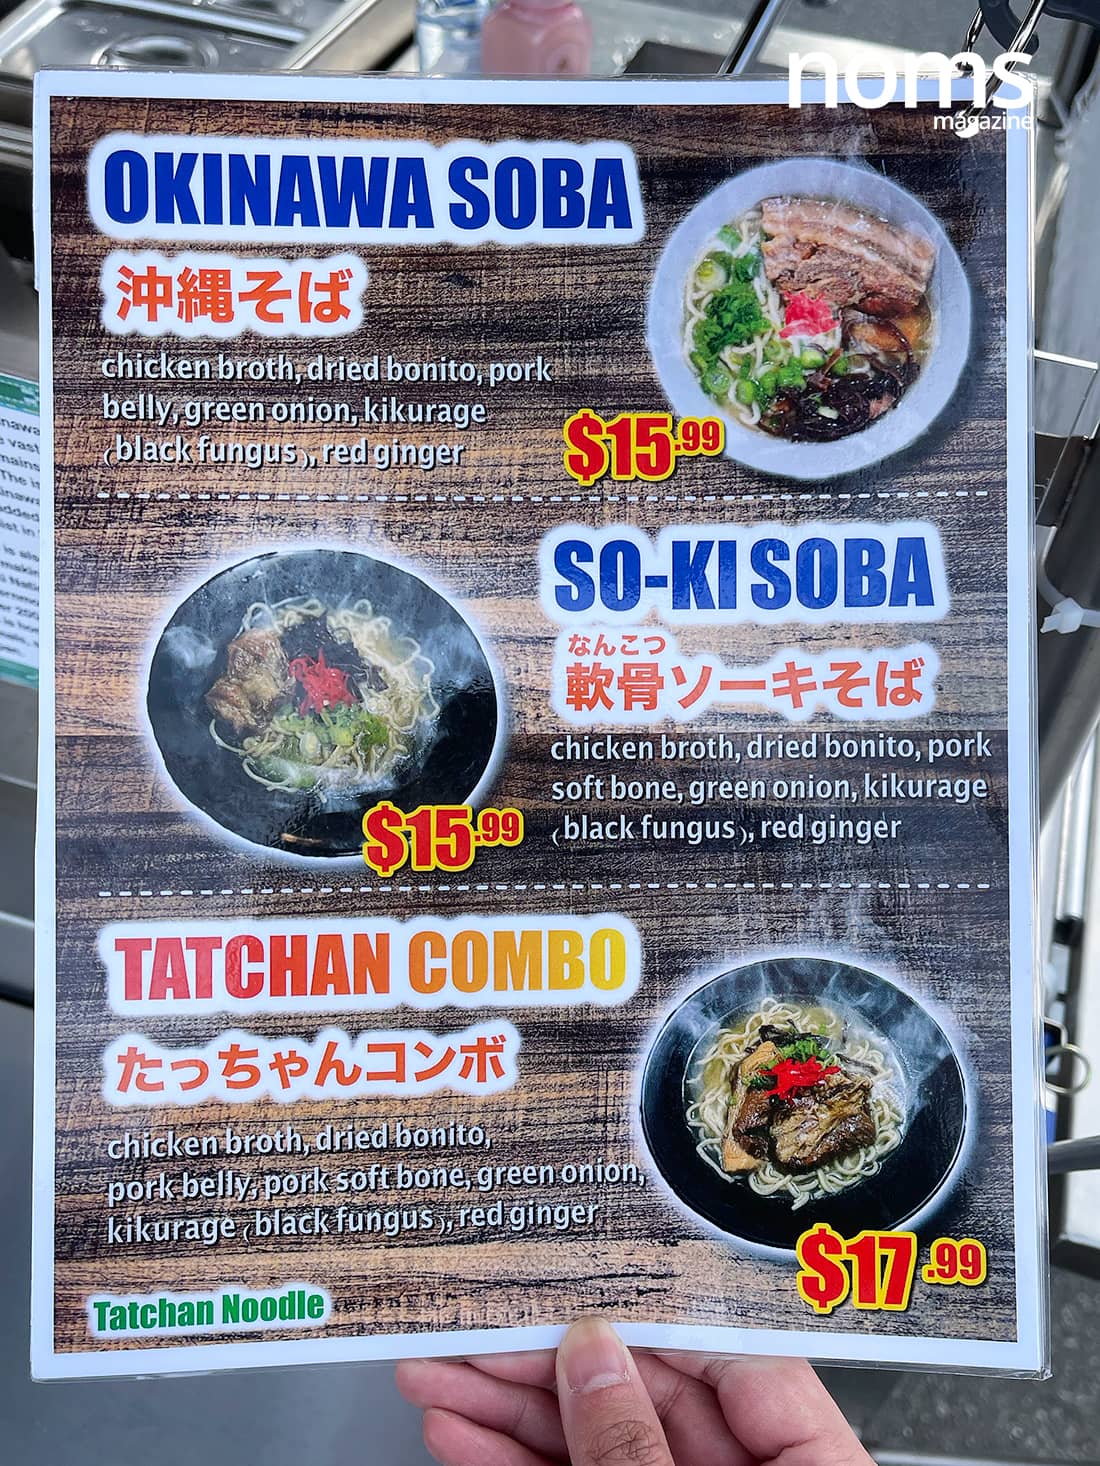 noms
magazine
OKINAWA SOBA
沖縄そば
chicken broth, dried bonito, pork
belly, green onion, kikurage
(black fungus), red ginger
$15.99
SO-KI SOBA
なんこつ
軟骨ソーキそば
chicken broth, dried bonito, pork
soft bone, green onion, kikurage
(black fungus), red ginger
$15.99
TATCHAN COMBO
たっちゃんコンボ
chicken broth, dried bonito,
pork belly, pork soft bone, green onion,
kikurage (black fungus), red ginger
$17.99
Tatchan Noodle